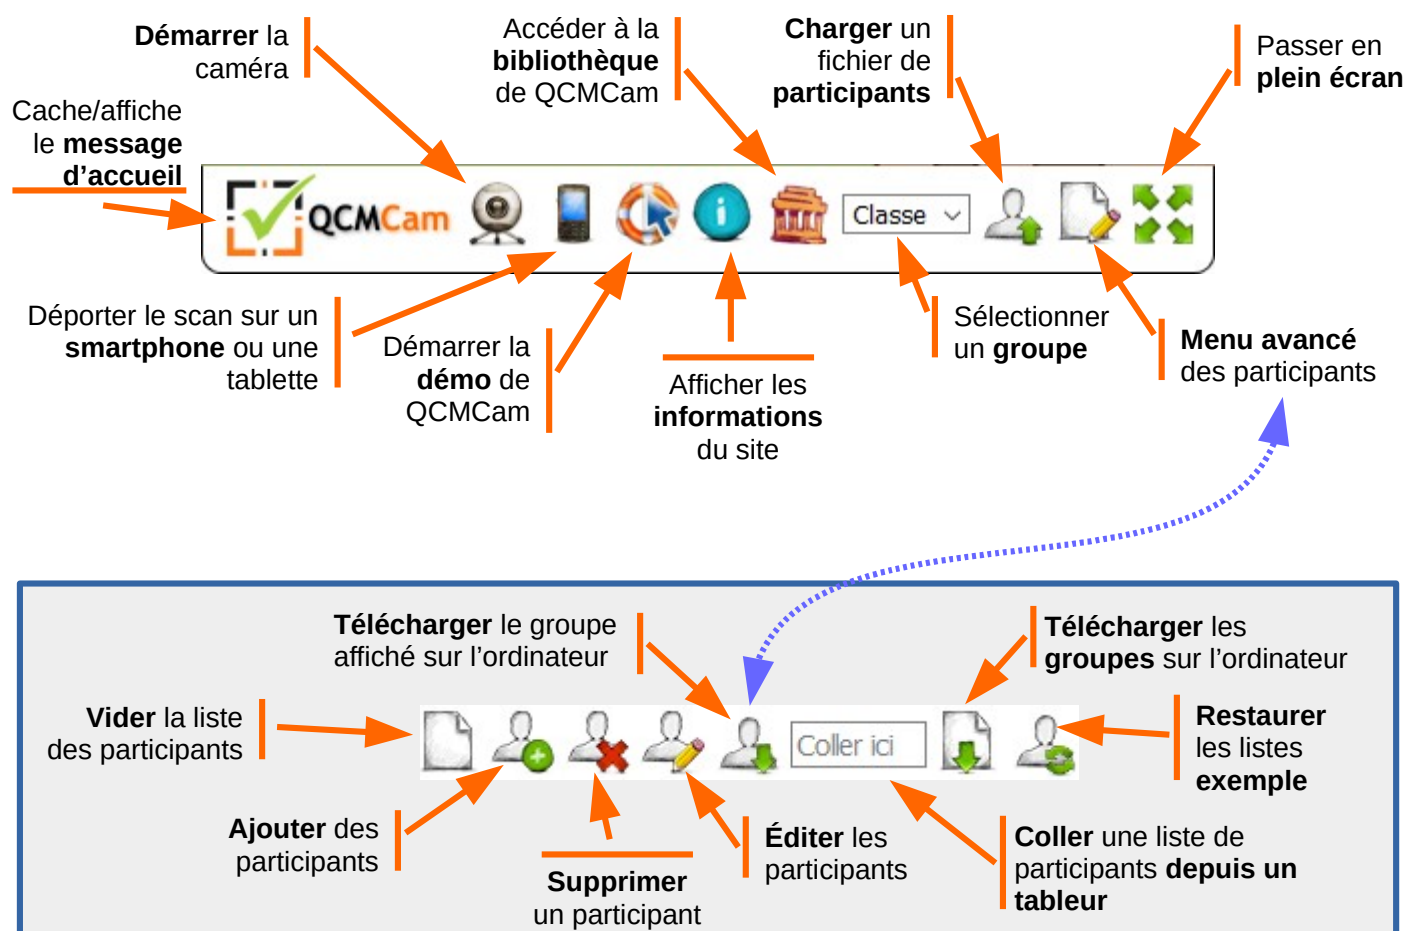 Démarrer la
caméra
Accéder à la
bibliothèque
de QCMCam
Charger un
fichier de
participants
Passer en
plein écran
Cache/affiche
le message
d'accueil
QCMCam
i
Classe
Déporter le scan sur un
smartphone ou une
tablette
Démarrer la
démo de
QCMCam
Afficher les
informations
du site
Sélectionner
un groupe
Menu avancé
des participants
Télécharger le groupe
affiché sur l'ordinateur
Télécharger les
groupes sur l'ordinateur
Vider la liste
des participants
Coller ici
Restaurer
les listes
exemple
Ajouter des
participants
Supprimer
un participant
Éditer les
participants
Coller une liste de
participants depuis un
tableur